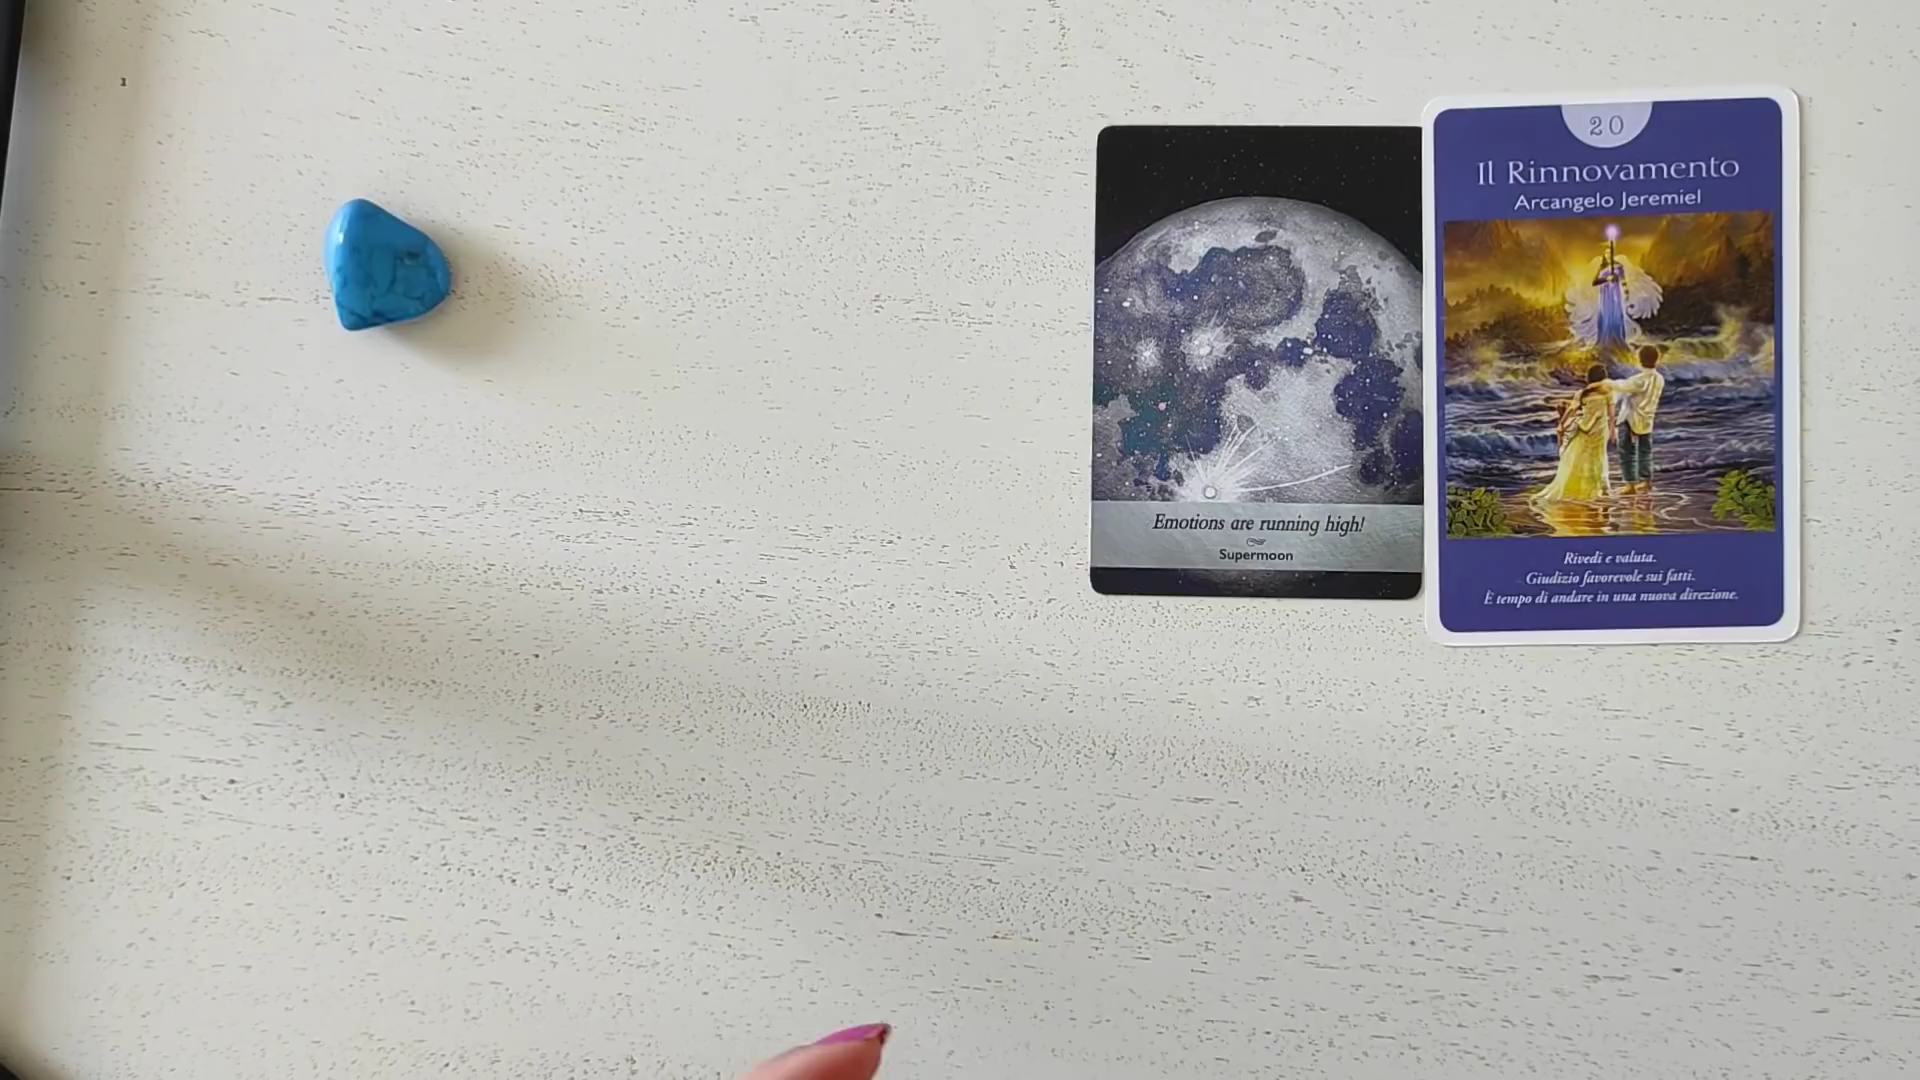 Emotions are running high!
Supermoon
20
Il Rinnovamento
Arcangelo Jeremiel
Rivedi e valuta.
Giudizio favorevole sui fatti.
È tempo di andare in una nuova direzione.